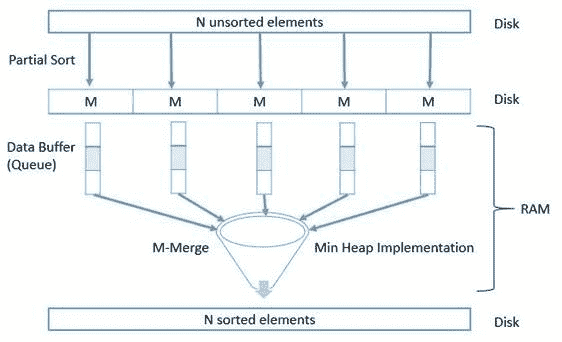 N unsorted elements
Disk
Partial Sort
M M M M M
Disk
Data Buffer
(Queue)
RAM
M-Merge
Min Heap Implementation
N sorted elements
Disk